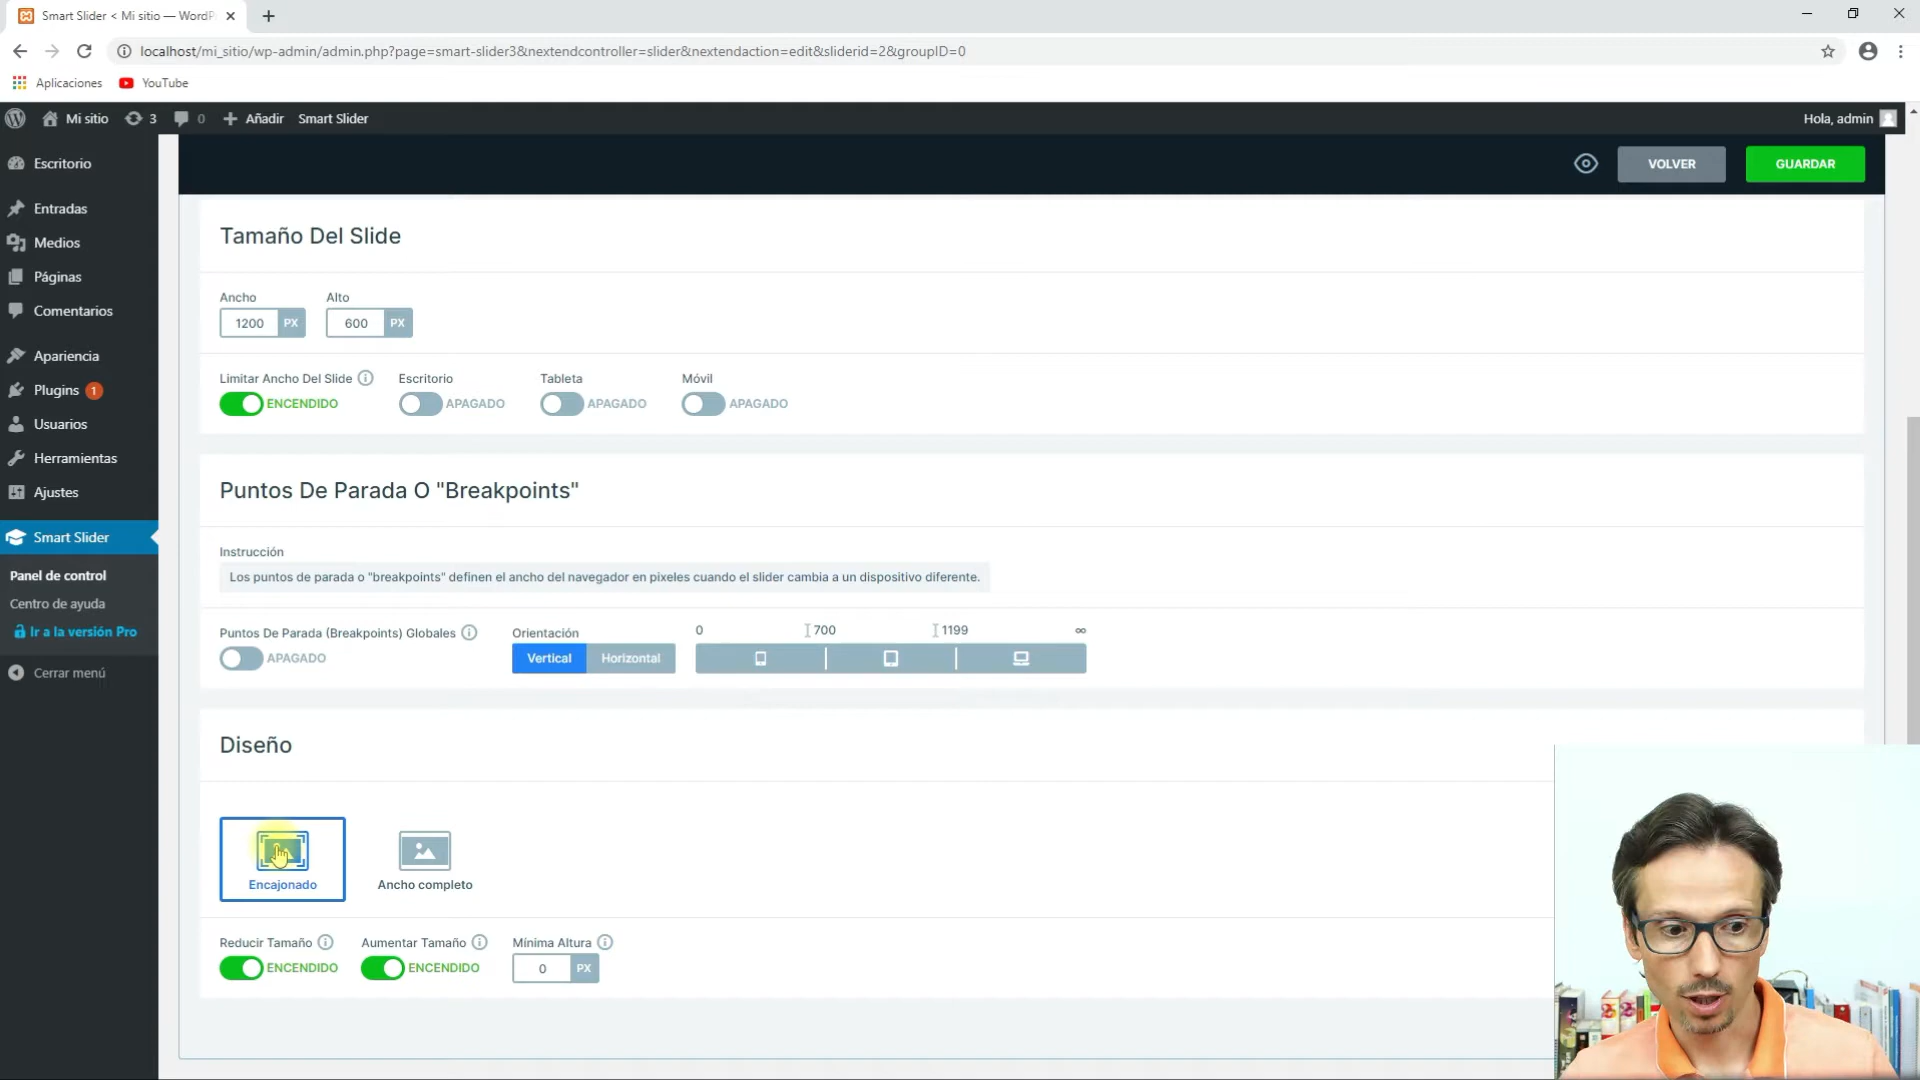 Smart Slider < Mi sitio — WordP
localhost/mi_sitio/wp-admin/admin.php?page=smart-slider3&nextendcontroller=slider&nextendaction=edit&sliderid=2&groupID=0
Aplicaciones YouTube
Mi sitio 3 0 Añadir Smart Slider Hola, admin
Escritorio
Entradas
Medios
Páginas
Comentarios
Apariencia
Plugins 1
Usuarios
Herramientas
Ajustes
Smart Slider
Panel de control
Centro de ayuda
Ir a la versión Pro
Cerrar menú
VOLVER GUARDAR
Tamaño Del Slide
Ancho Alto
1200 PX 600 PX
Limitar Ancho Del Slide Escritorio Tableta Móvil
ENCENDIDO APAGADO APAGADO APAGADO
Puntos De Parada O "Breakpoints"
Instrucción
Los puntos de parada o "breakpoints" definen el ancho del navegador en pixeles cuando el slider cambia a un dispositivo diferente.
Puntos De Parada (Breakpoints) Globales Orientación 0 700 1199 ∞
APAGADO Vertical Horizontal
Diseño
Encajonado Ancho completo
Reducir Tamaño Aumentar Tamaño Mínima Altura
ENCENDIDO ENCENDIDO 0 PX